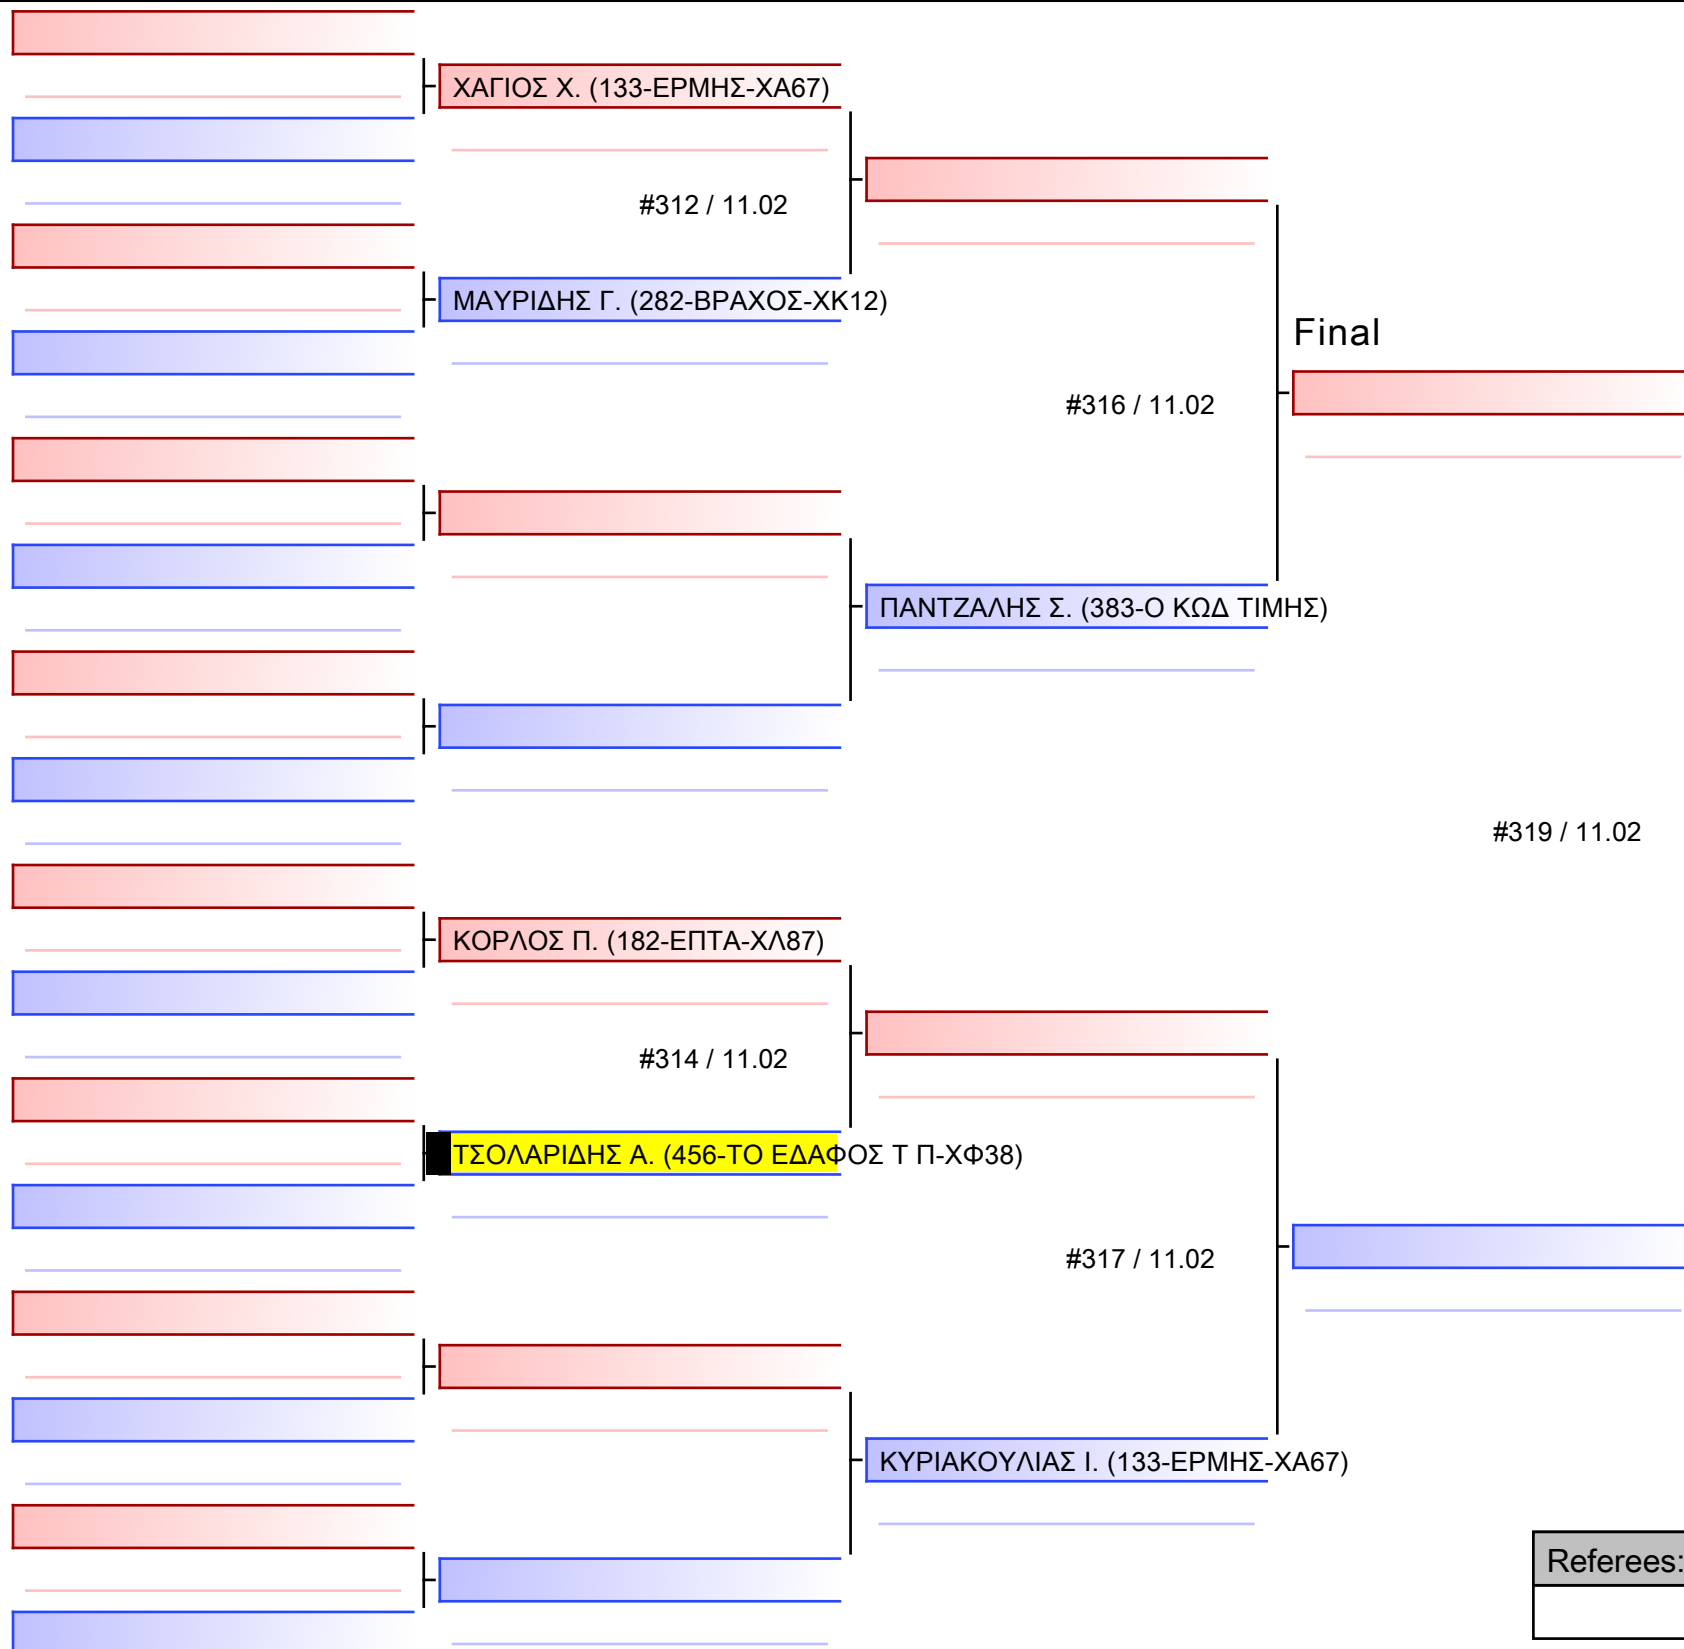 ΧΑΓΙΟΣ Χ. (133-ΕΡΜΗΣ-ΧΑ67)
#312 / 11.02
ΜΑΥΡΙΔΗΣ Γ. (282-ΒΡΑΧΟΣ-ΧΚ12)
Final
#316 / 11.02
ΠΑΝΤΖΑΛΗΣ Σ. (383-Ο ΚΩΔ ΤΙΜΗΣ)
#319 / 11.02
ΚΟΡΛΟΣ Π. (182-ΕΠΤΑ-ΧΛ87)
#314 / 11.02
ΤΣΟΛΑΡΙΔΗΣ Α. (456-ΤΟ ΕΔΑΦΟΣ Τ Π-ΧΦ38)
#317 / 11.02
ΚΥΡΙΑΚΟΥΛΙΑΣ Ι. (133-ΕΡΜΗΣ-ΧΑ67)
Referees: